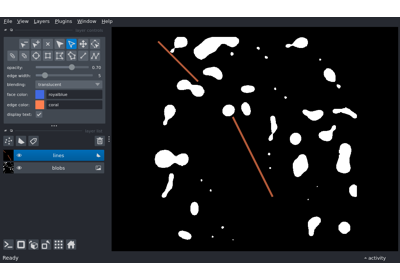 File View Layers Plugins Window Help
opacity: 0.70
edge width: 5
blending: translucent
face color: royalblue
edge color: coral
display text:
lines
blobs
Ready
activity